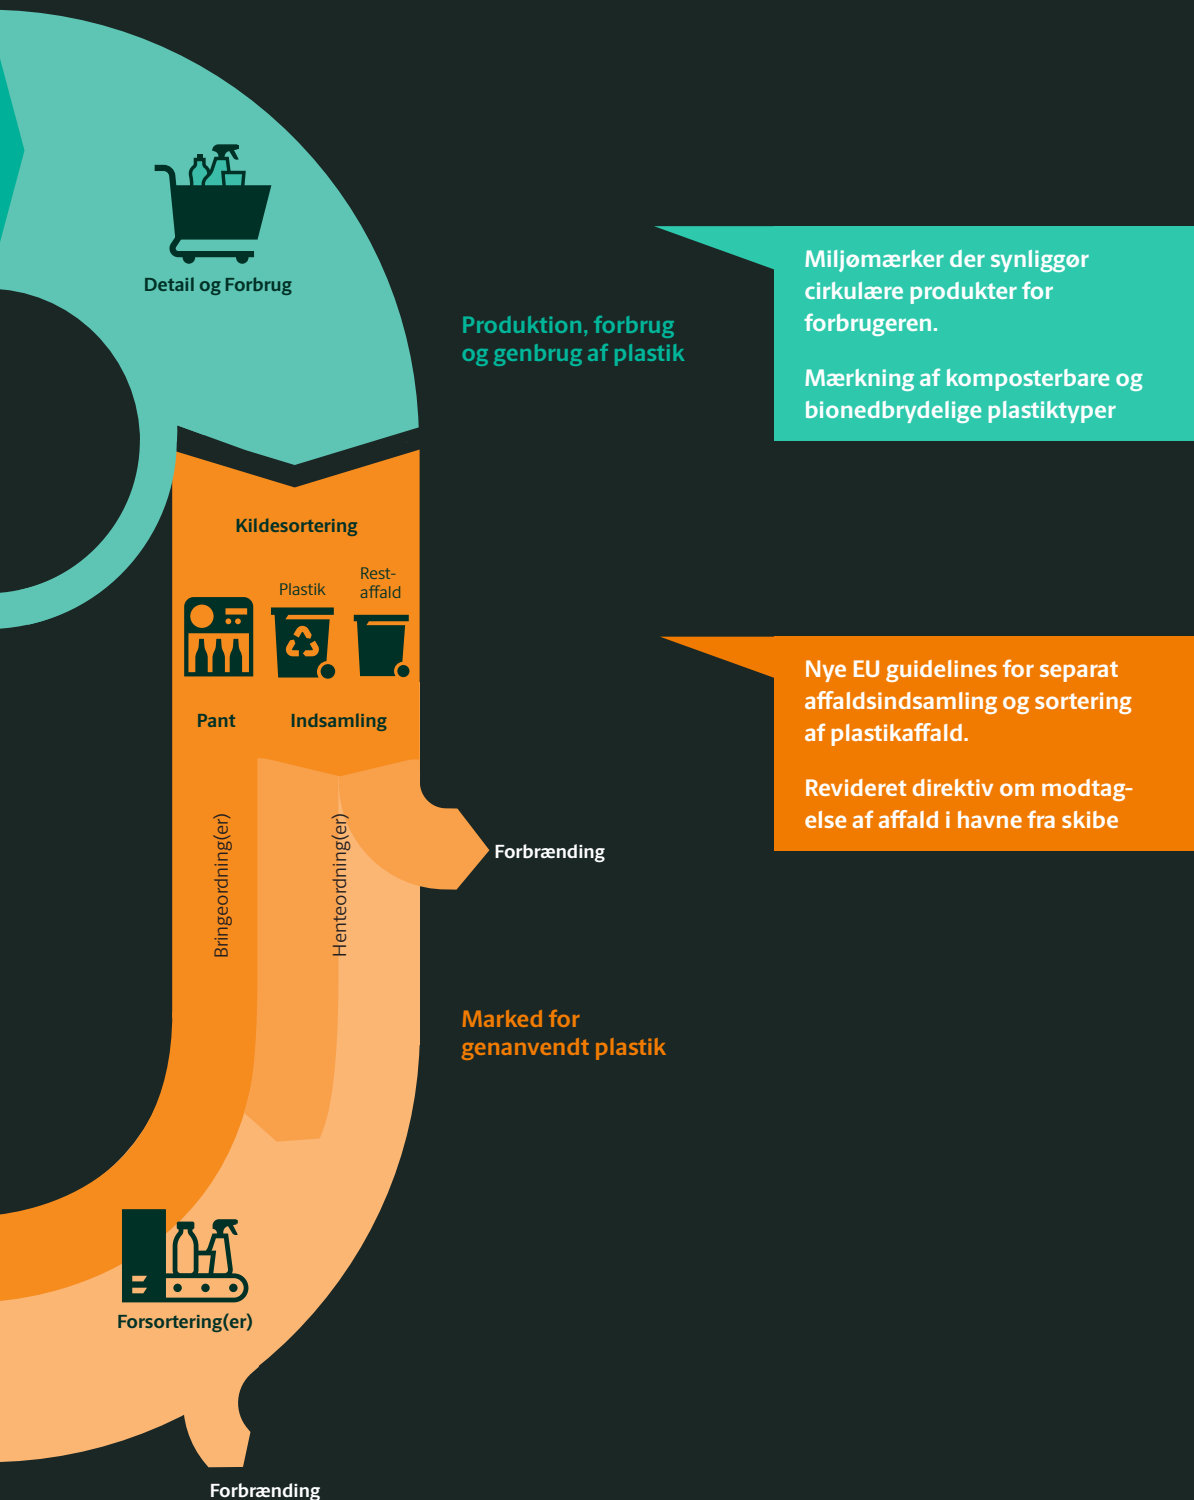 Detail og Forbrug
Produktion, forbrug
og genbrug af plastik
Miljømærker der synliggør
cirkulære produkter for
forbrugeren.
Mærkning af komposterbare og
bionedbrydelige plastiktyper
Kildesortering
Plastik
Rest-
affald
Pant
Indsamling
Nye EU guidelines for separat
affaldsindsamling og sortering
af plastikaffald.
Revideret direktiv om modtag-
else af affald i havne fra skibe
Bringeordning(er)
Henteordning(er)
Forbrænding
Marked for
genanvendt plastik
Forsortering(er)
Forbrænding